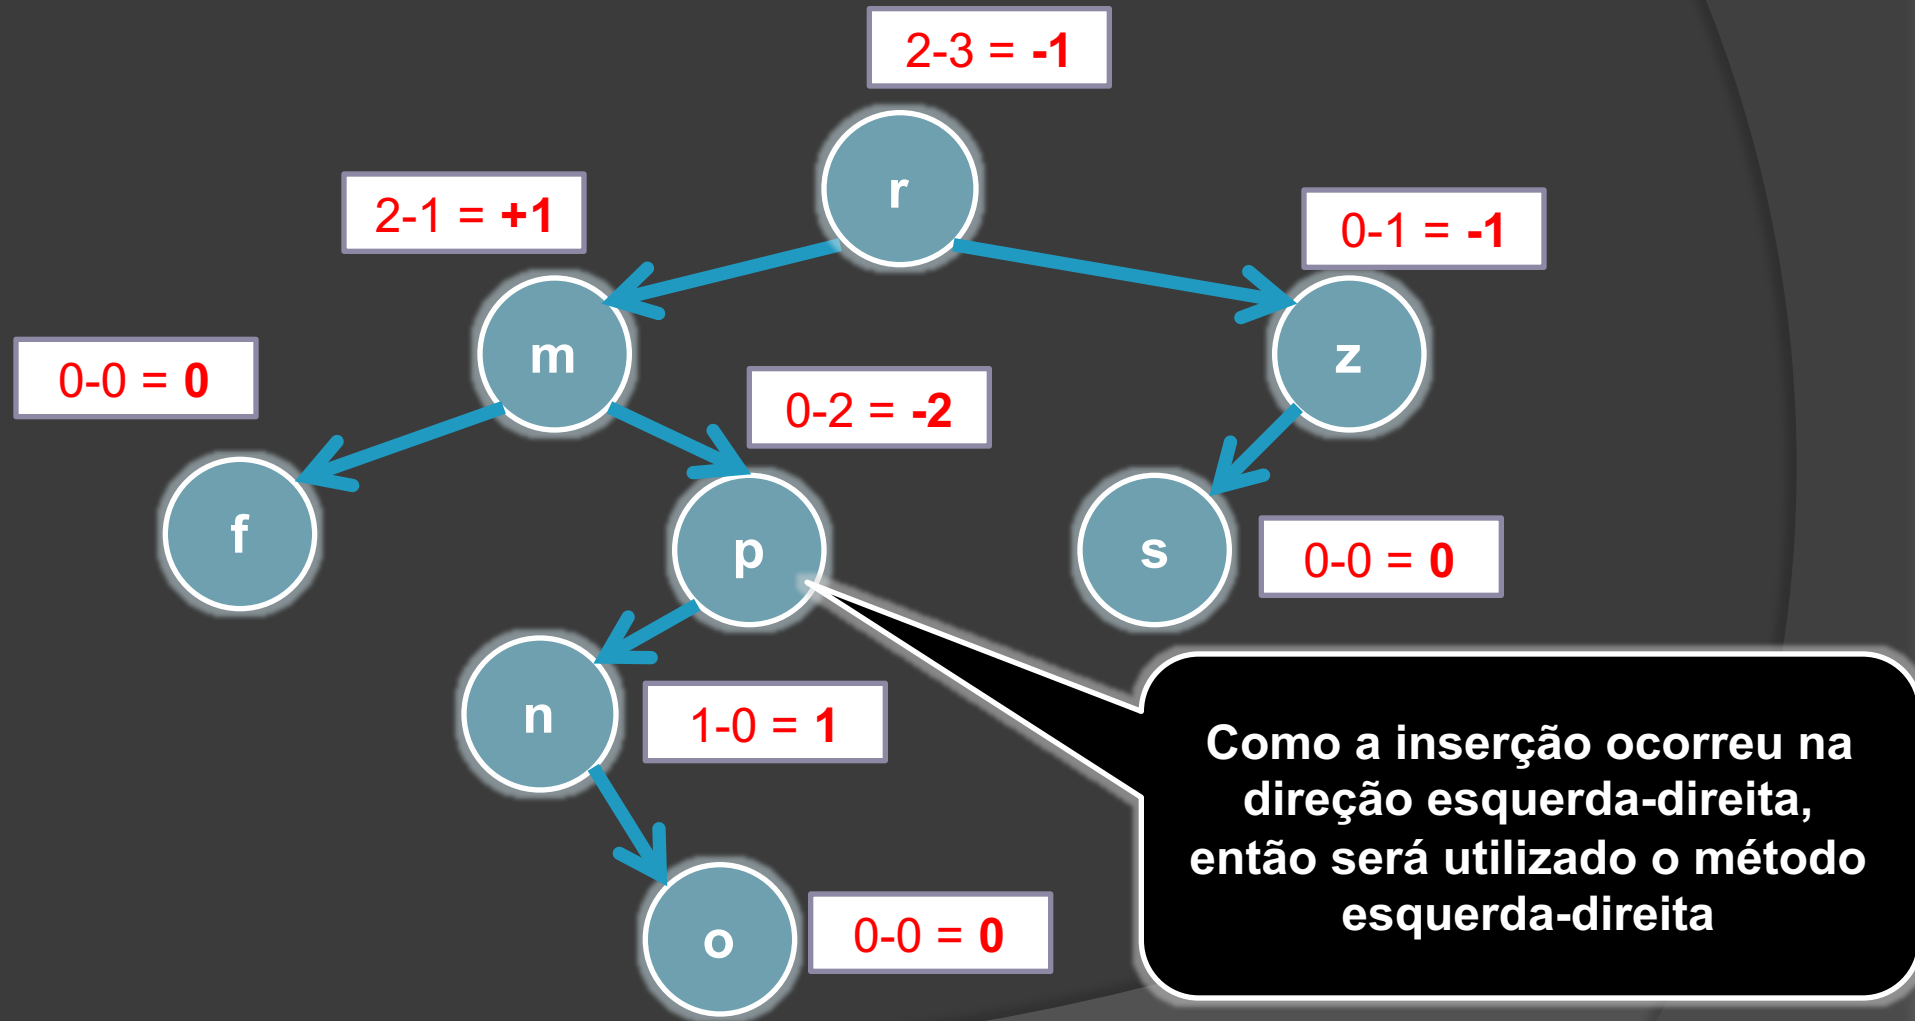 2-3 = -1
r
2-1 = +1
0-1 = -1
m
z
0-0 = 0
0-2 = -2
f
p
s
0-0 = 0
n
1-0 = 1
Como a inserção ocorreu na
direção esquerda-direita,
então será utilizado o método
esquerda-direita
o
0-0 = 0